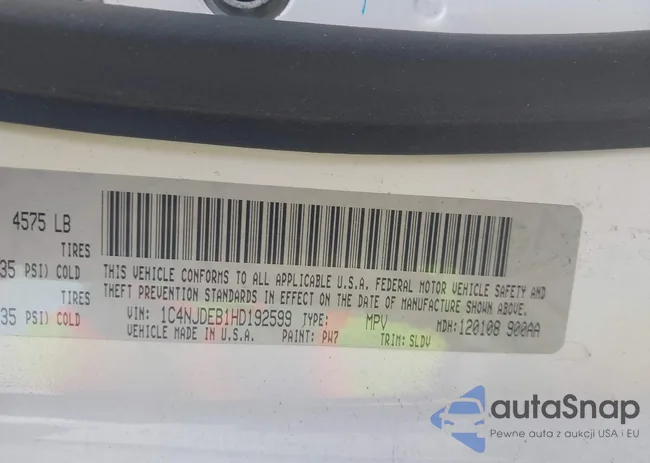 4575 LB
TIRES
35 PSI) COLD
TIRES
35 PSI) COLD
THIS VEHICLE CONFORMS TO ALL APPLICABLE U.S.A. FEDERAL MOTOR VEHICLE SAFETY AND
THEFT PREVENTION STANDARDS IN EFFECT ON THE DATE OF MANUFACTURE SHOWN ABOVE.
VIN: 1C4NJDEB1HD192599 TYPE: MPV MDH: 120108 900AA
VEHICLE MADE IN U.S.A. PAINT: PW7 TRIM: SLDV
autaSnap
Pewne auta z aukcji USA i EU